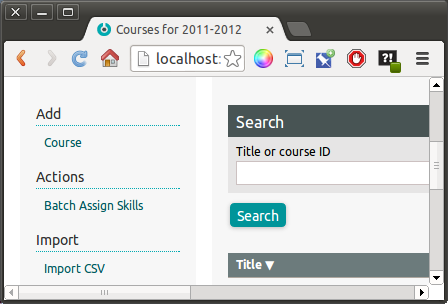 Courses for 2011-2012
localhost:
?!
Add
Course
Actions
Batch Assign Skills
Import
Import CSV
Search
Title or course ID
Search
Title ▼